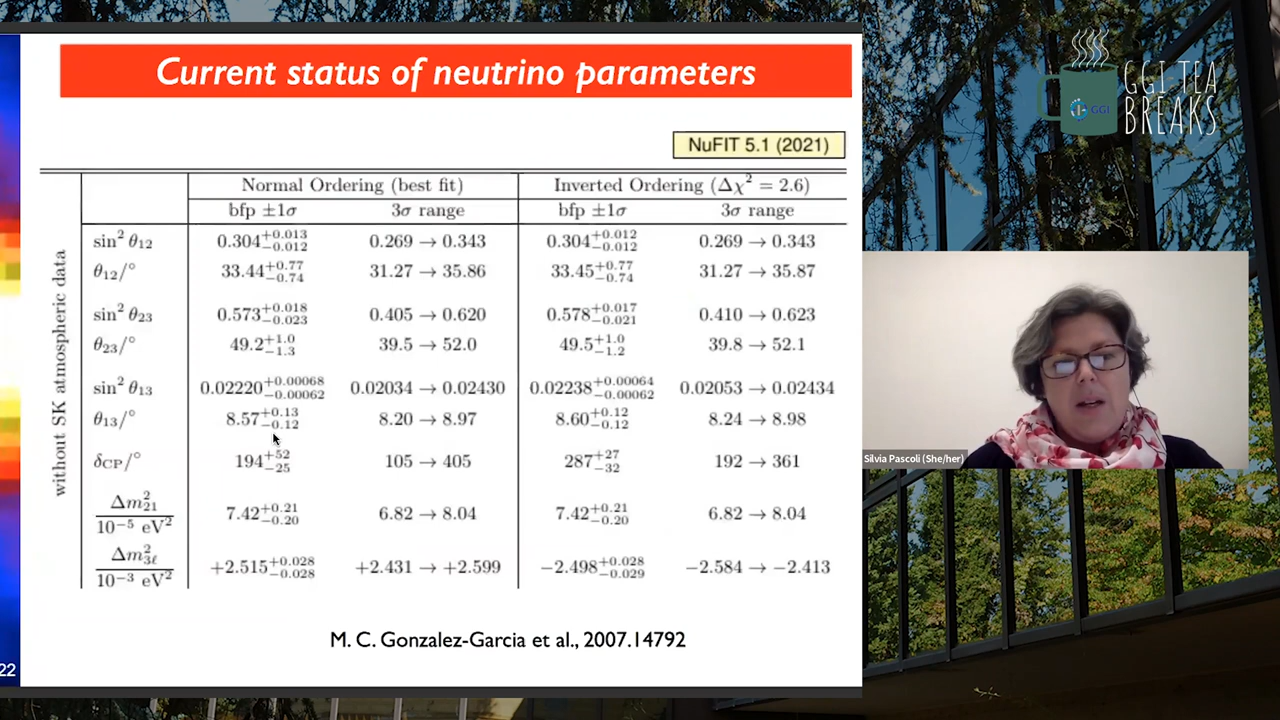 Current status of neutrino parameters
NuFIT 5.1 (2021)
Normal Ordering (best fit) Inverted Ordering (Δχ² = 2.6)
bfp ±1σ 3σ range bfp ±1σ 3σ range
without SK atmospheric data
sin² θ₁₂ 0.304 +0.013 −0.012 0.269 → 0.343 0.304 +0.012 −0.012 0.269 → 0.343
θ₁₂/° 33.44 +0.77 −0.74 31.27 → 35.86 33.45 +0.77 −0.74 31.27 → 35.87
sin² θ₂₃ 0.573 +0.018 −0.023 0.405 → 0.620 0.578 +0.017 −0.021 0.410 → 0.623
θ₂₃/° 49.2 +1.0 −1.3 39.5 → 52.0 49.5 +1.0 −1.2 39.8 → 52.1
sin² θ₁₃ 0.02220 +0.00068 −0.00062 0.02034 → 0.02430 0.02238 +0.00064 −0.00062 0.02053 → 0.02434
θ₁₃/° 8.57 +0.13 −0.12 8.20 → 8.97 8.60 +0.12 −0.12 8.24 → 8.98
δCP/° 194 +52 −25 105 → 405 287 +27 −32 192 → 361
Δm²₂₁ / 10⁻⁵ eV² 7.42 +0.21 −0.20 6.82 → 8.04 7.42 +0.21 −0.20 6.82 → 8.04
Δm²₃ℓ / 10⁻³ eV² +2.515 +0.028 −0.028 +2.431 → +2.599 −2.498 +0.028 −0.029 −2.584 → −2.413
M. C. Gonzalez-Garcia et al., 2007.14792
22
GGI
GGI TEA
BREAKS
Silvia Pascoli (She/her)